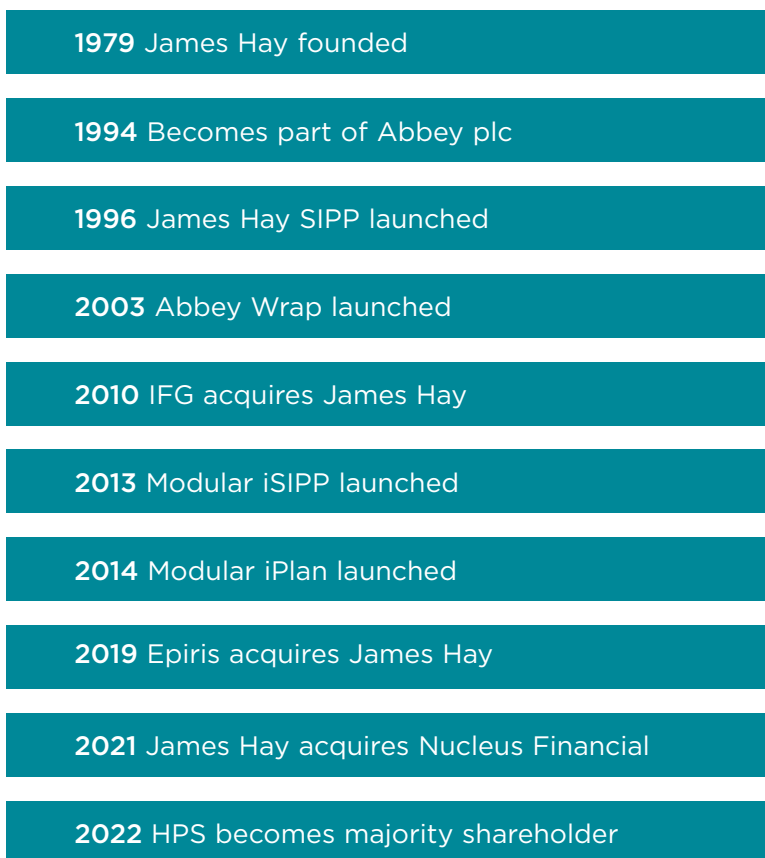 1979 James Hay founded
1994 Becomes part of Abbey plc
1996 James Hay SIPP launched
2003 Abbey Wrap launched
2010 IFG acquires James Hay
2013 Modular iSIPP launched
2014 Modular iPlan launched
2019 Epiris acquires James Hay
2021 James Hay acquires Nucleus Financial
2022 HPS becomes majority shareholder